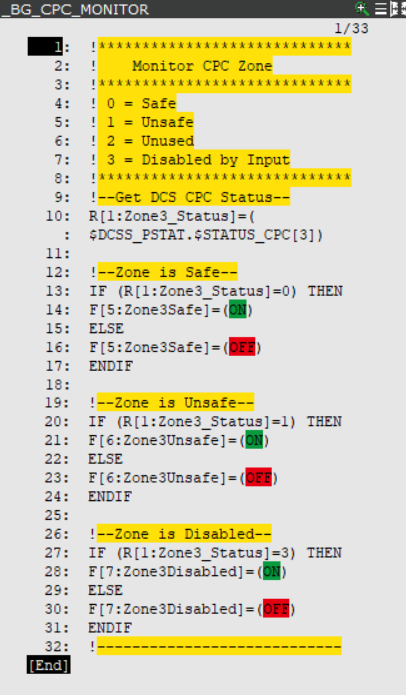 _BG_CPC_MONITOR
1/33
1: !*****************************
2: !    Monitor CPC Zone
3: !*****************************
4: ! 0 = Safe
5: ! 1 = Unsafe
6: ! 2 = Unused
7: ! 3 = Disabled by Input
8: !*****************************
9: !--Get DCS CPC Status--
10: R[1:Zone3_Status]=(
: $DCSS_PSTAT.$STATUS_CPC[3])
11:
12: !--Zone is Safe--
13: IF (R[1:Zone3_Status]=0) THEN
14: F[5:Zone3Safe]=(ON)
15: ELSE
16: F[5:Zone3Safe]=(OFF)
17: ENDIF
18:
19: !--Zone is Unsafe--
20: IF (R[1:Zone3_Status]=1) THEN
21: F[6:Zone3Unsafe]=(ON)
22: ELSE
23: F[6:Zone3Unsafe]=(OFF)
24: ENDIF
25:
26: !--Zone is Disabled--
27: IF (R[1:Zone3_Status]=3) THEN
28: F[7:Zone3Disabled]=(ON)
29: ELSE
30: F[7:Zone3Disabled]=(OFF)
31: ENDIF
32: !----------------------------
[End]